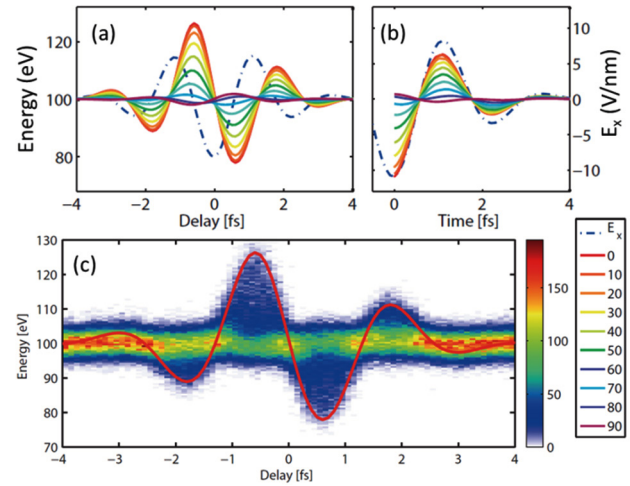 (a)
(b)
120
100
80
Energy (eV)
-4 -2 0 2 4
Delay [fs]
0 2 4
Time [fs]
10
5
0
-5
-10
E_x (V/nm)
(c)
130
120
110
100
90
80
70
Energy [eV]
-4 -3 -2 -1 0 1 2 3 4
Delay [fs]
150
100
50
0
E_x
0
10
20
30
40
50
60
70
80
90